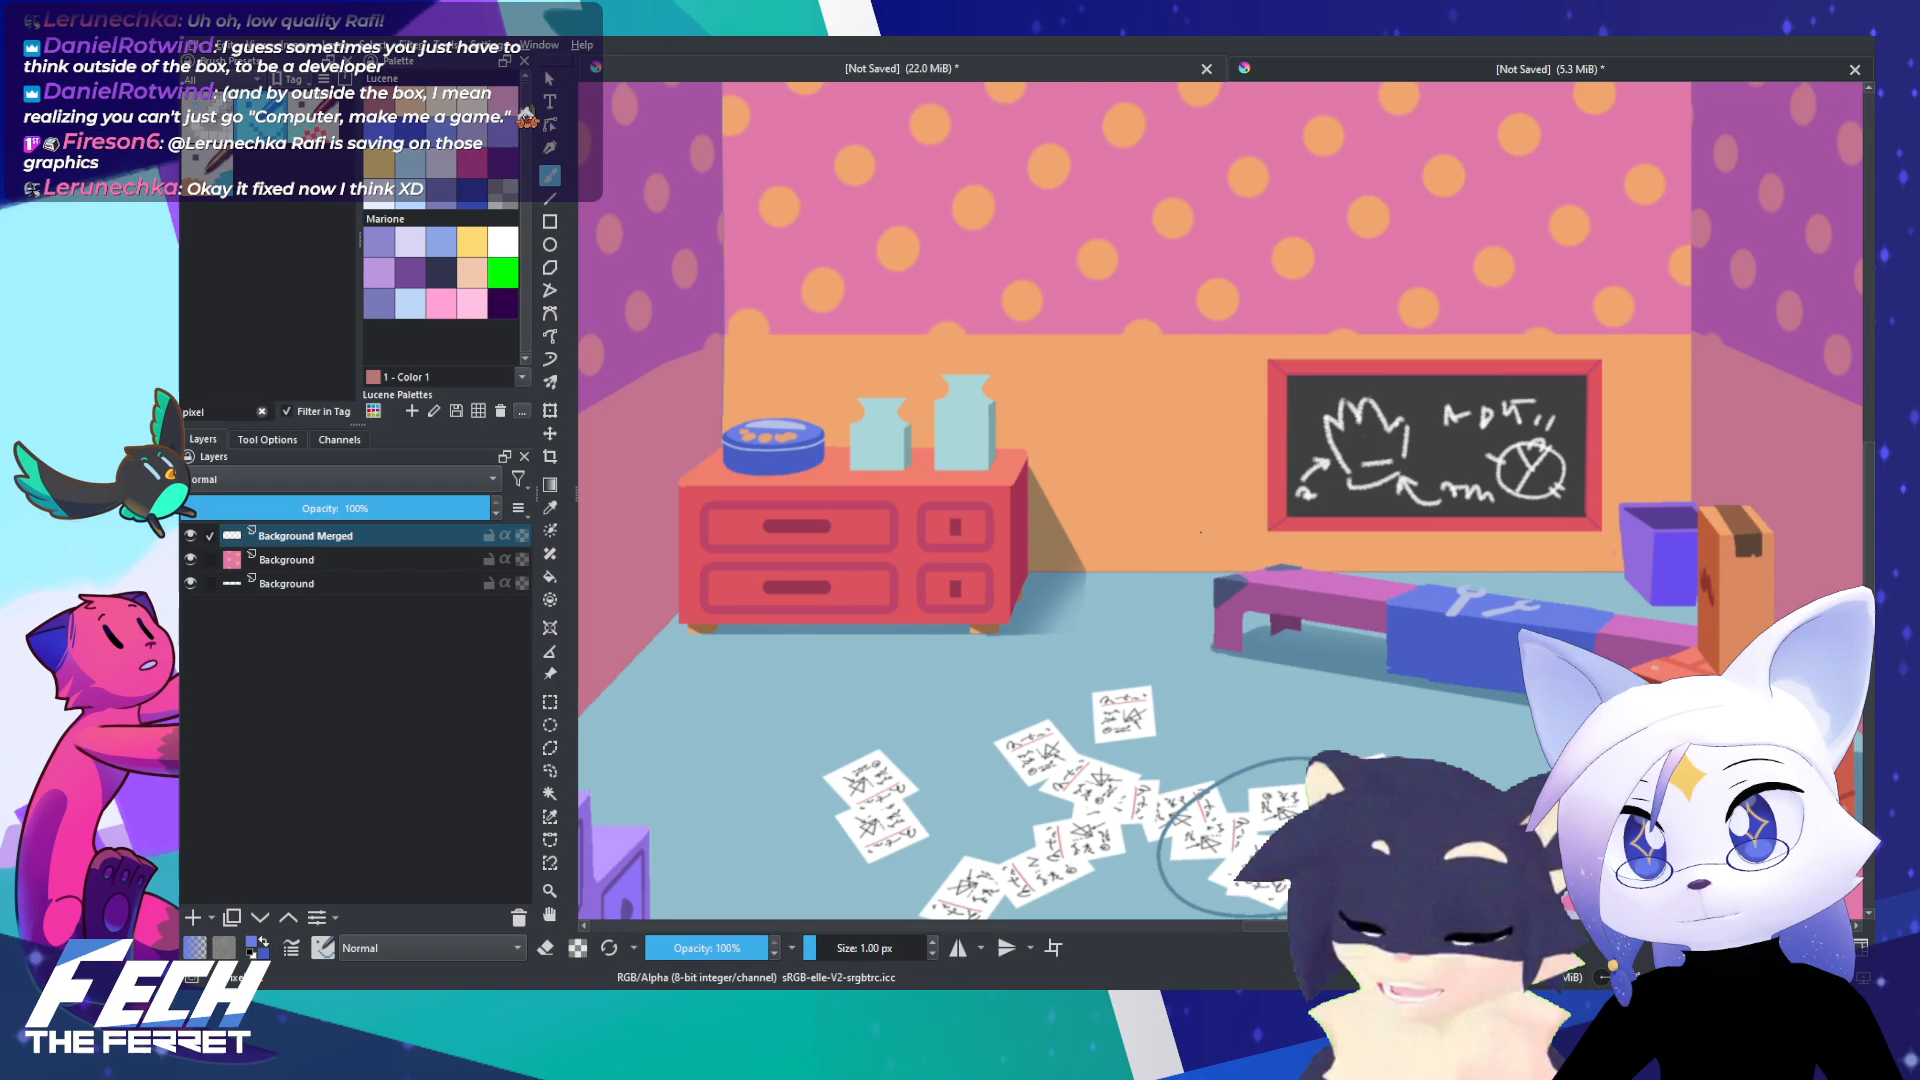 Lerunechka: Uh oh, low quality Rafi!
DanielRotwind: I guess sometimes you just have to
think outside of the box, to be a developer
DanielRotwind: (and by outside the box, I mean
realizing you can't just go "Computer, make me a game."
Fireson6: @Lerunechka Rafi is saving on those
graphics
Lerunechka: Okay it fixed now I think XD
Window Help
Palette
All
Tag
Lucene
[Not Saved] (22.0 MiB) *
[Not Saved] (5.3 MiB) *
Marione
1 - Color 1
Lucene Palettes
pixel
Filter in Tag
...
Layers Tool Options Channels
Layers
ormal
Opacity: 100%
Background Merged
Background
Background
Normal
Opacity: 100%
Size: 1.00 px
RGB/Alpha (8-bit integer/channel) sRGB-elle-V2-srgbtrc.icc
MiB)
FECH
THE FERRET